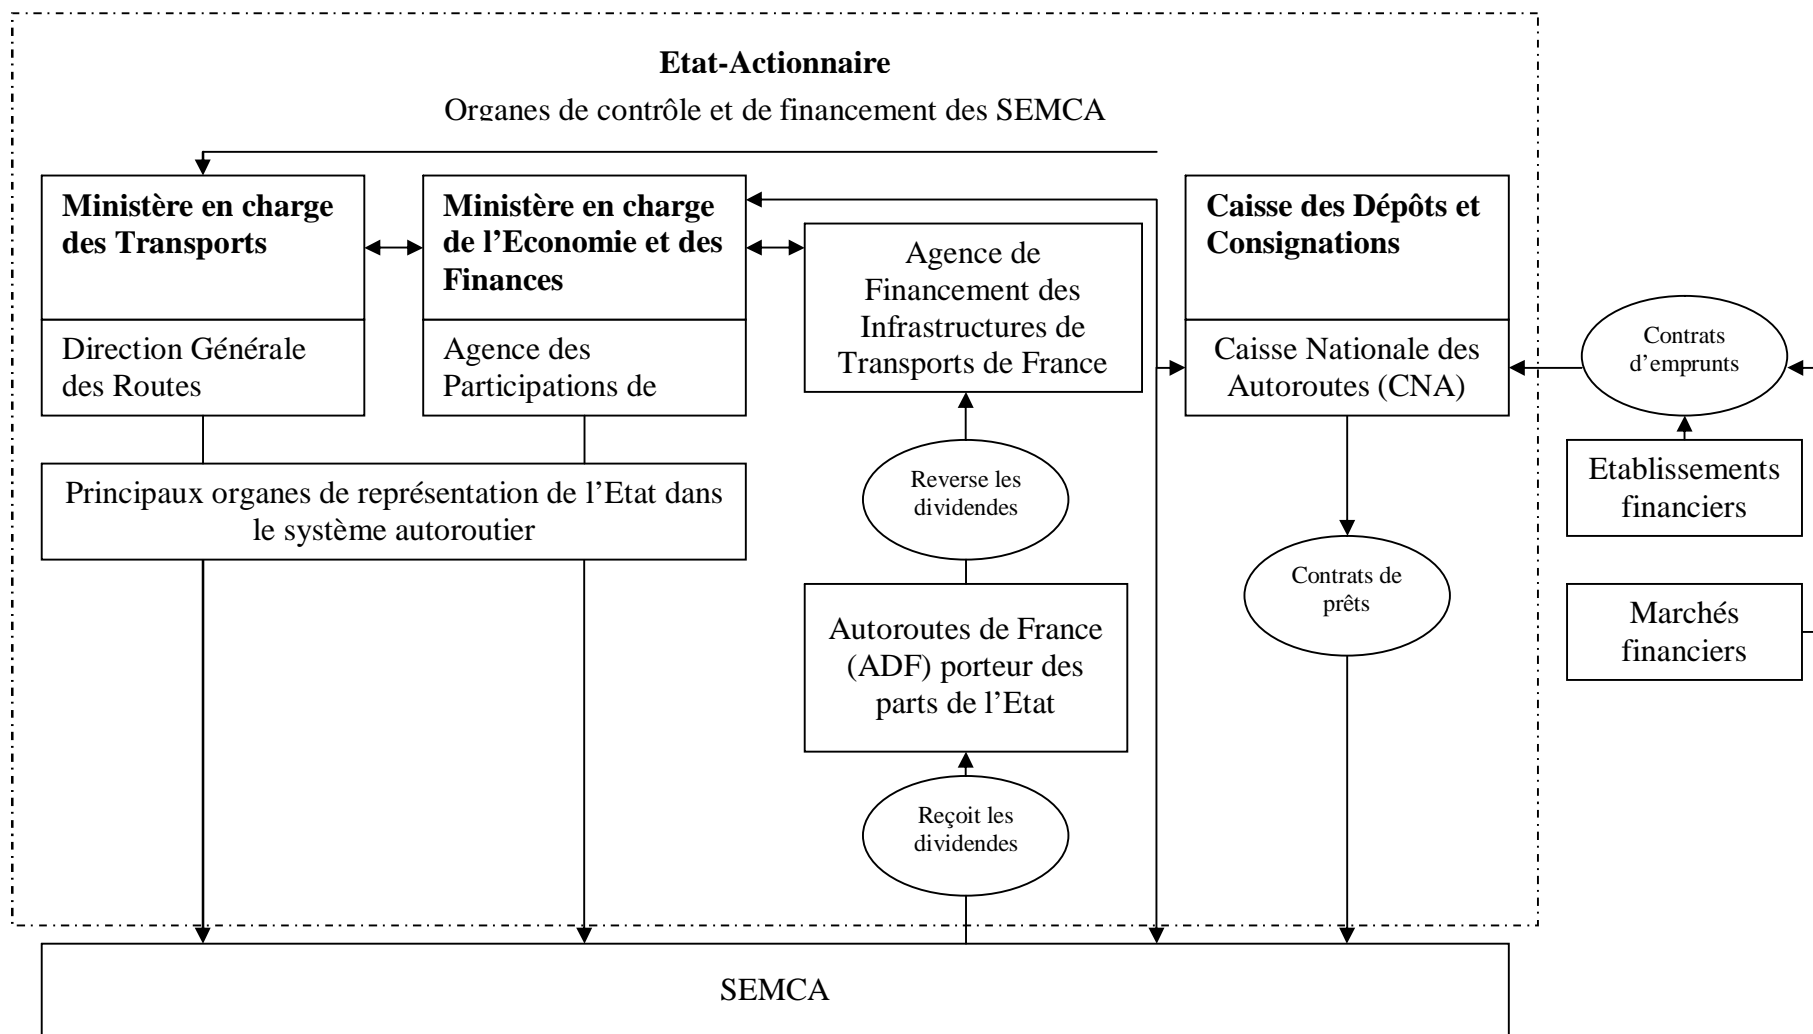 Etat-Actionnaire
Organes de contrôle et de financement des SEMCA
Ministère en charge
des Transports
Direction Générale
des Routes
Ministère en charge
de l’Economie et des
Finances
Agence des
Participations de
Agence de
Financement des
Infrastructures de
Transports de France
Caisse des Dépôts et
Consignations
Caisse Nationale des
Autoroutes (CNA)
Contrats
d’emprunts
Etablissements
financiers
Marchés
financiers
Principaux organes de représentation de l’Etat dans
le système autoroutier
Reverse les
dividendes
Contrats de
prêts
Autoroutes de France
(ADF) porteur des
parts de l’Etat
Reçoit les
dividendes
SEMCA